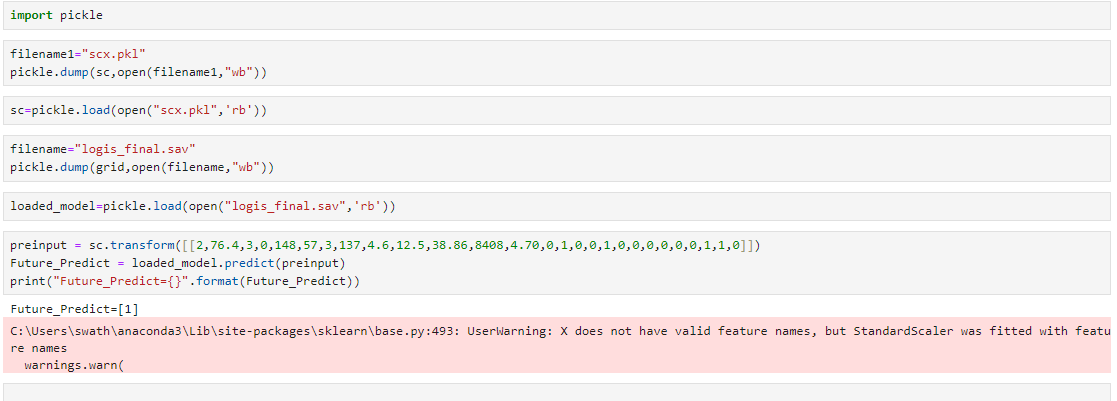 import pickle
filename1="scx.pkl"
pickle.dump(sc,open(filename1,"wb"))
sc=pickle.load(open("scx.pkl",'rb'))
filename="logis_final.sav"
pickle.dump(grid,open(filename,"wb"))
loaded_model=pickle.load(open("logis_final.sav",'rb'))
preinput = sc.transform([[2,76.4,3,0,148,57,3,137,4.6,12.5,38.86,8408,4.70,0,1,0,0,1,0,0,0,0,0,0,1,1,0]])
Future_Predict = loaded_model.predict(preinput)
print("Future_Predict={}".format(Future_Predict))
Future_Predict=[1]
C:\Users\swath\anaconda3\Lib\site-packages\sklearn\base.py:493: UserWarning: X does not have valid feature names, but StandardScaler was fitted with featu
re names
  warnings.warn(